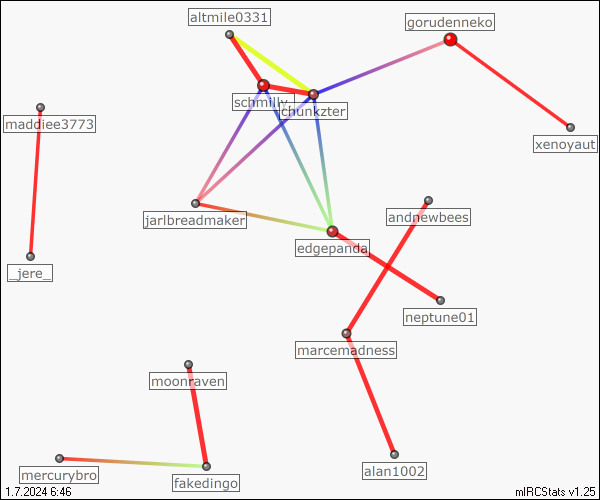 altmile0331
gorudenneko
schmilly_
chunkzter
maddiee3773
xenoyaut
jarlbreadmaker
andnewbees
edgepanda
_jere_
neptune01
marcemadness
moonraven
alan1002
mercurybro
fakedingo
1.7.2024 6:46
mIRCStats v1.25